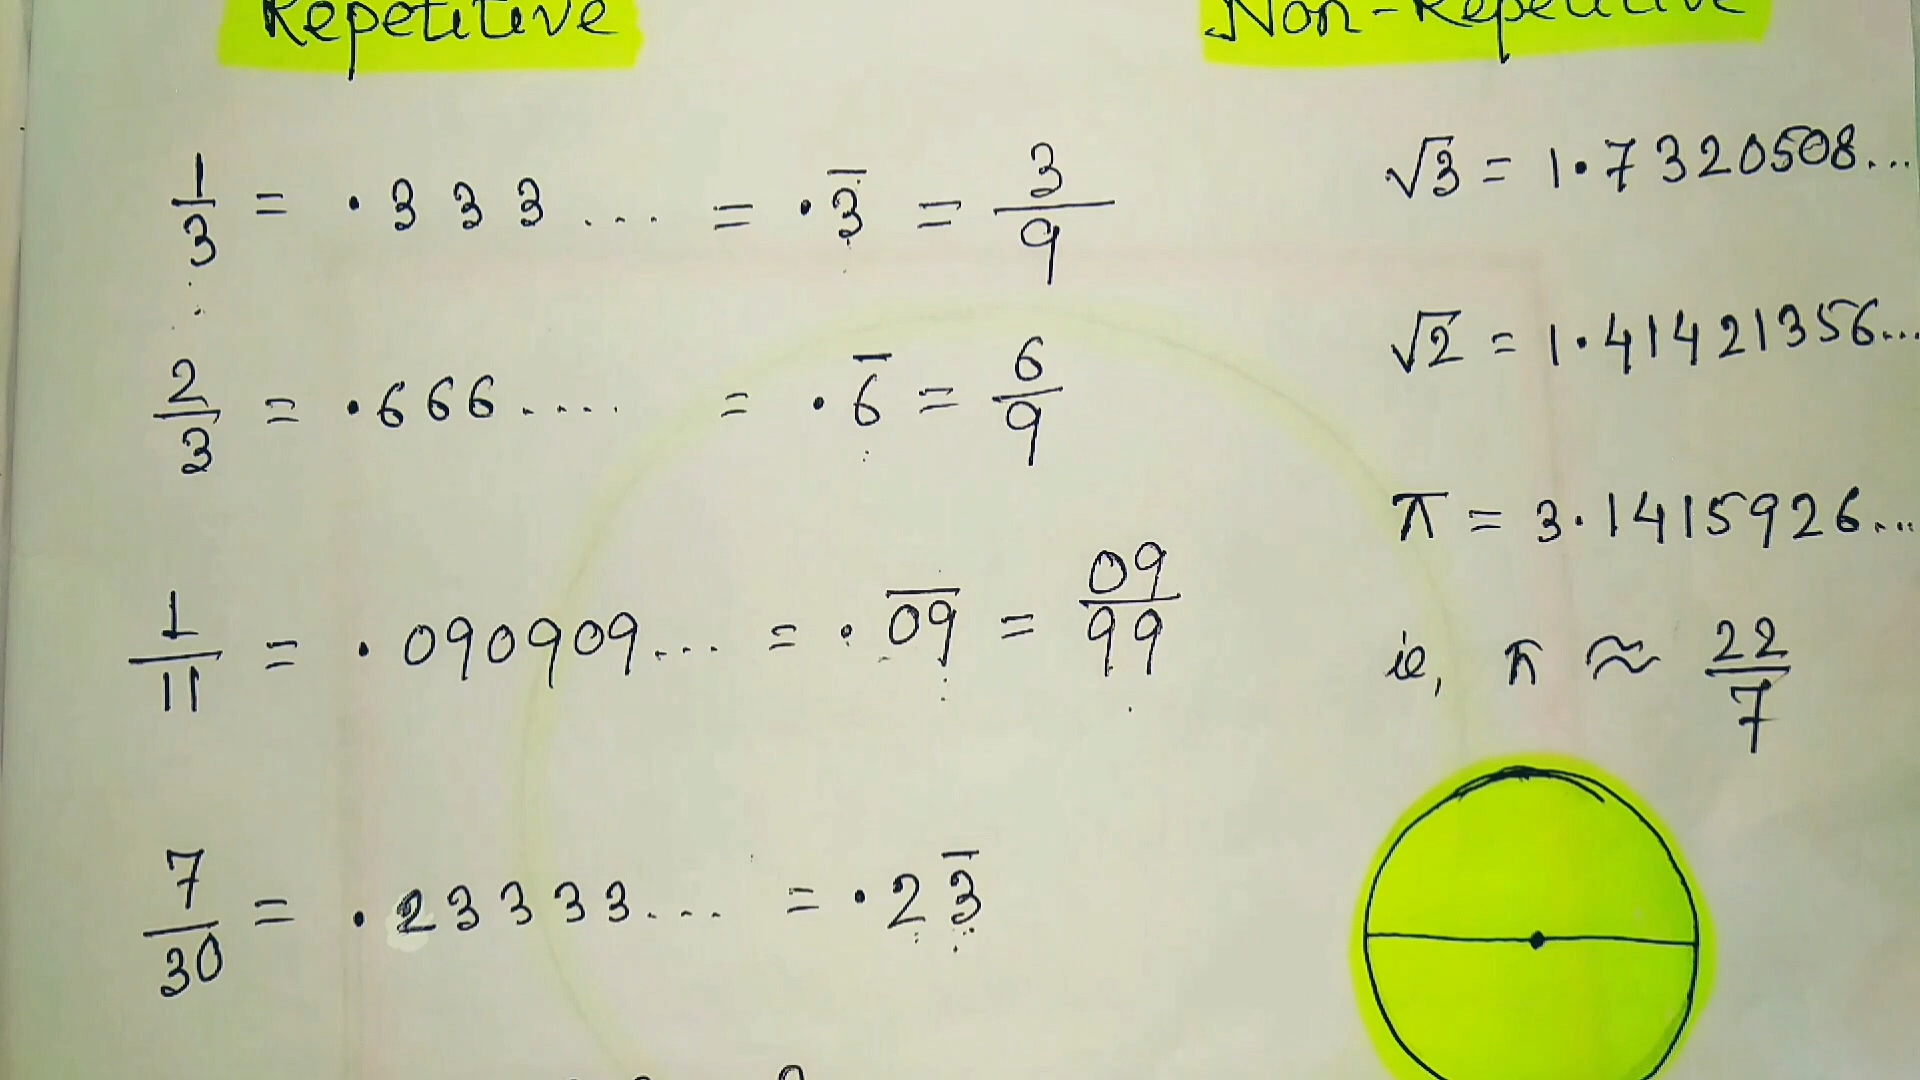 Repetitive
1/3 = .333... = .3̅ = 3/9
2/3 = .666.... = .6̅ = 6/9
1/11 = .090909... = .0̅9̅ = 09/99
7/30 = .23333... = .23̅
Non-Repetitive
√3 = 1.7320508...
√2 = 1.41421356...
π = 3.1415926...
ie, π ≈ 22/7